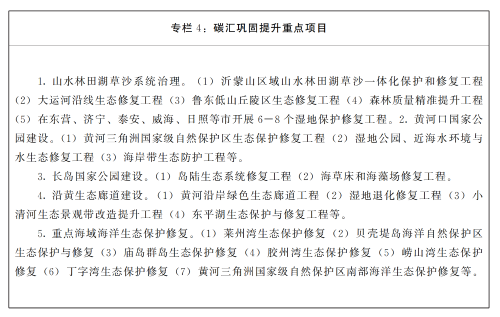 专栏 4：碳汇巩固提升重点项目
1. 山水林田湖草沙系统治理。（1）沂蒙山区域山水林田湖草沙一体化保护和修复工程
（2）大运河沿线生态修复工程（3）鲁东低山丘陵区生态修复工程（4）森林质量精准提升工程
（5）在东营、济宁、泰安、威海、日照等市开展 6—8 个湿地保护修复工程。2. 黄河口国家公
园建设。（1）黄河三角洲国家级自然保护区生态保护修复工程（2）湿地公园、近海水环境与
水生态修复工程（3）海岸带生态防护工程等。
3. 长岛国家公园建设。（1）岛陆生态系统修复工程（2）海草床和海藻场修复工程。
4. 沿黄生态廊道建设。（1）黄河沿岸绿色生态廊道工程（2）湿地退化修复工程（3）小
清河生态景观带改造提升工程（4）东平湖生态保护与修复工程等。
5. 重点海域海洋生态保护修复。（1）莱州湾生态保护修复（2）贝壳堤岛海洋自然保护区
生态保护与修复（3）庙岛群岛生态保护修复（4）胶州湾生态保护修复（5）崂山湾生态保护
修复（6）丁字湾生态保护修复（7）黄河三角洲国家级自然保护区南部海洋生态保护修复等。